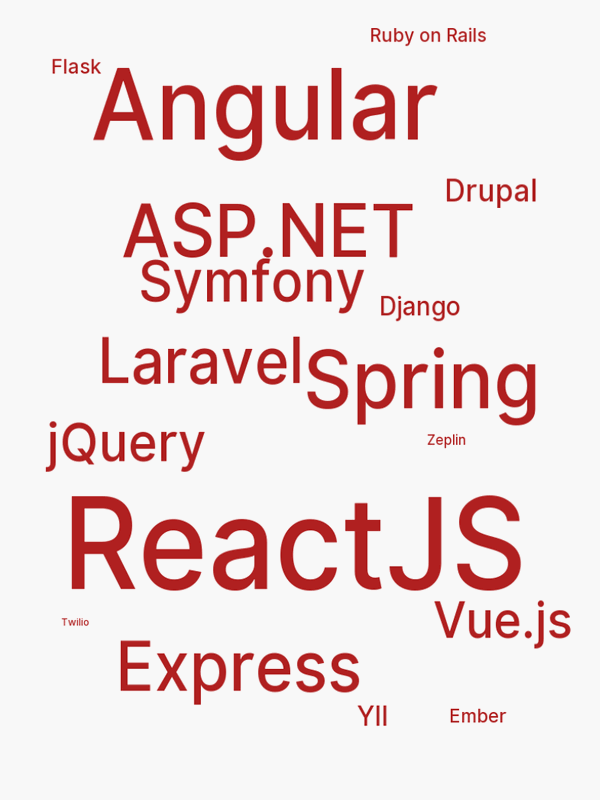 Ruby on Rails
Flask
Angular
Drupal
ASP.NET
Symfony
Django
Laravel
Spring
jQuery
Zeplin
ReactJS
Vue.js
Twilio
Express
YII
Ember